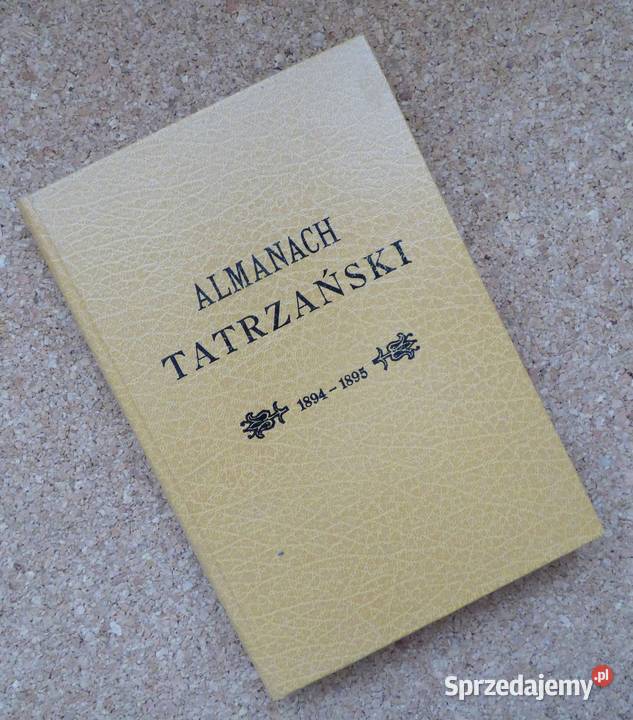 ALMANACH
TATRZAŃSKI
1894-1895
Sprzedajemy.pl